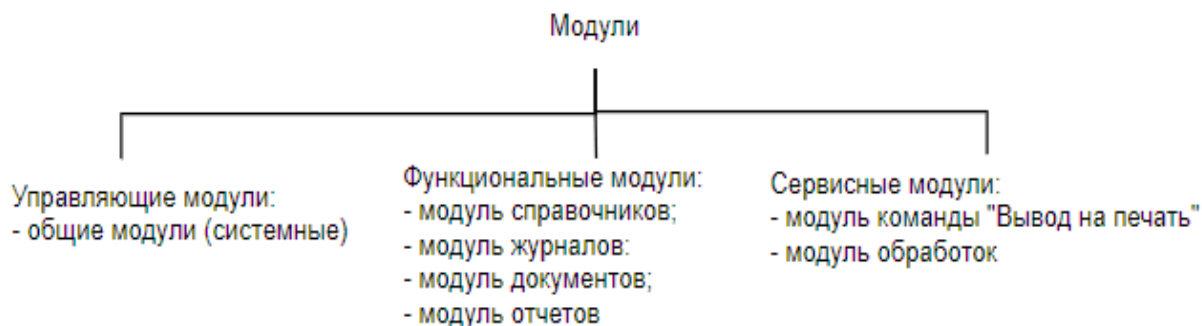 Модули
Управляющие модули:
- общие модули (системные)
Функциональные модули:
- модуль справочников;
- модуль журналов:
- модуль документов;
- модуль отчетов
Сервисные модули:
- модуль команды "Вывод на печать"
- модуль обработок